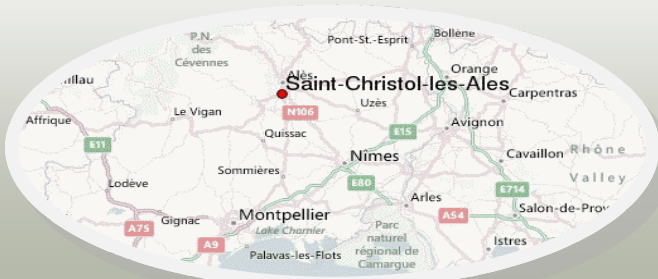 P.N.
des
Cévennes
Pont-St.-Esprit
Bollène
illau
Alès
Saint-Christol-les-Ales
Orange
Carpentras
Affrique
Le Vigan
N106
Uzès
E15
Avignon
E11
Quissac
Nîmes
Cavaillon
Rhône
Valley
Lodève
Sommières
E80
Arles
E714
Salon-de-Prov
A75
Gignac
Montpellier
A54
A9
Lake Charnier
Palavas-les-Flots
Parc
naturel
régional de
Camargue
Istres